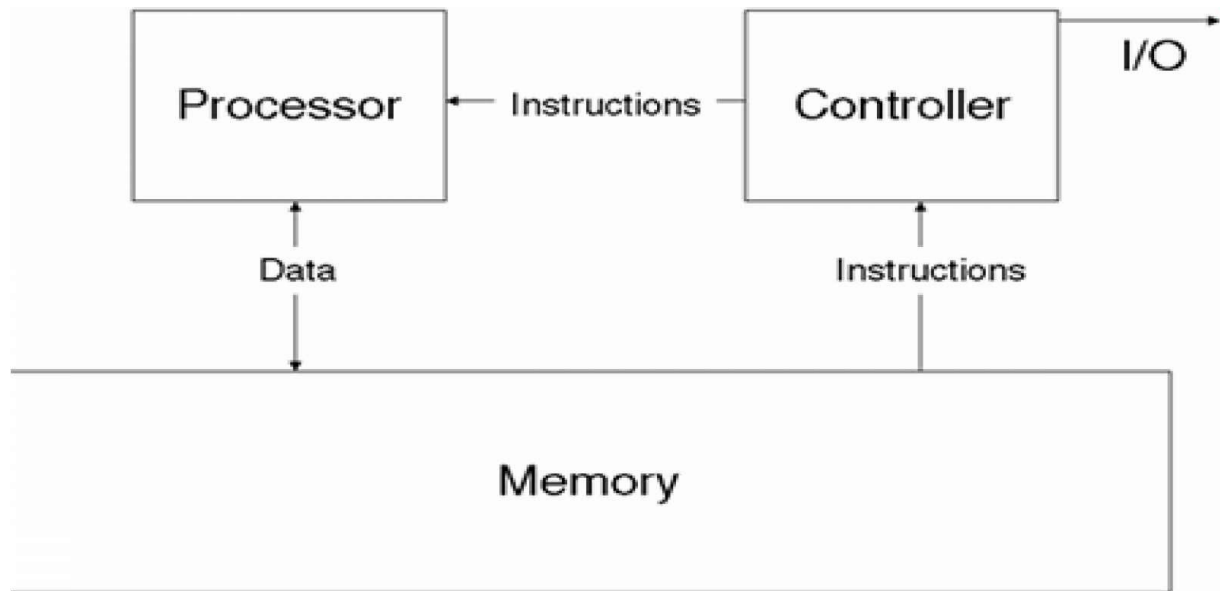 I/O
Processor
Instructions
Controller
Data
Instructions
Memory